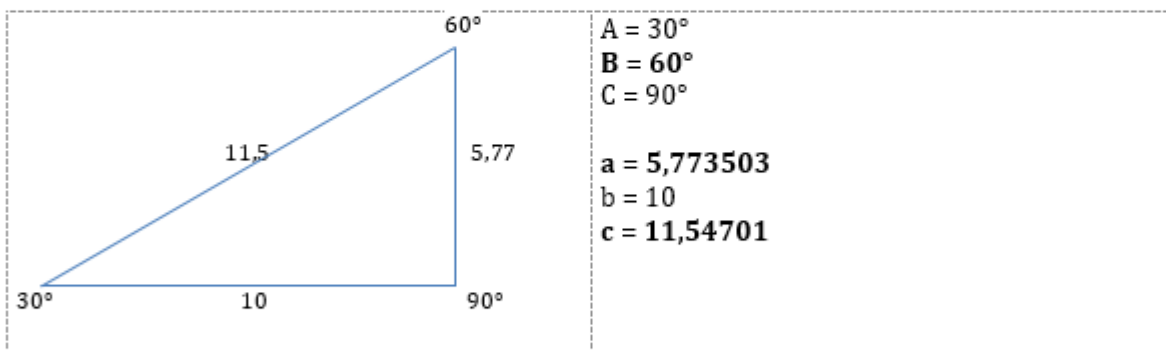 60°
11,5
5,77
30°
10
90°
A = 30°
B = 60°
C = 90°
a = 5,773503
b = 10
c = 11,54701